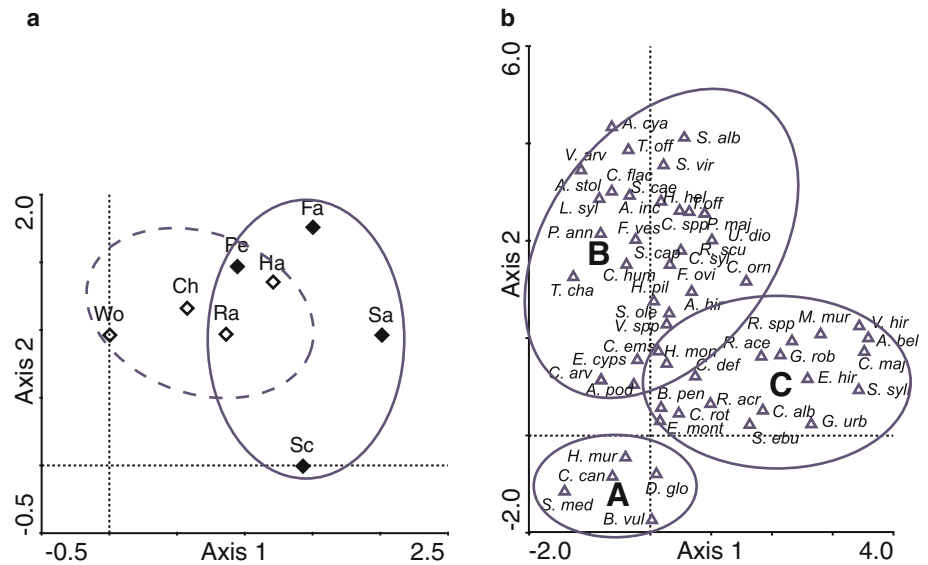 a
2.0
Axis 2
-0.5
Fa
Pe
Ha
Ch
Wo
Ra
Sa
Sc
-0.5
Axis 1
2.5
b
6.0
Axis 2
-2.0
A. cya
S. alb
T. off
V. arv
S. vir
C. flac
A. stol
S. cae
H. hel
T.off
L. syl
A. inc
C. spp
P. maj
P. ann
F. ves
U. dio
B
R. scu
S. cap
C. syl
C. orn
C. hum
F. ovi
T. cha
H. pil
A. hir
S. ole
V. spp
R. spp
M. mur
V. hir
R. ace
A. bel
C. ems
H. mon
G. rob
C. maj
E. cyps
C. def
C
E. hir
C. arv
A. pod
S. syl
B. pen
R. acr
C. rot
C. alb
G. urb
E. mont
S. ebu
H. mur
C. can
A
D. glo
S. med
B. vul
-2.0
Axis 1
4.0